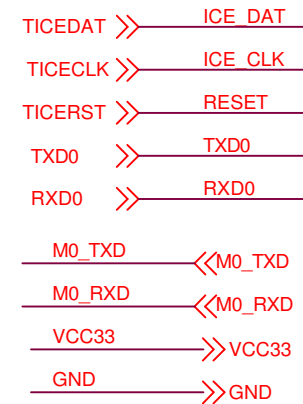 TICEDAT ICE_DAT
TICECLK ICE_CLK
TICERST RESET
TXD0 TXD0
RXD0 RXD0
M0_TXD M0_TXD
M0_RXD M0_RXD
VCC33 VCC33
GND GND